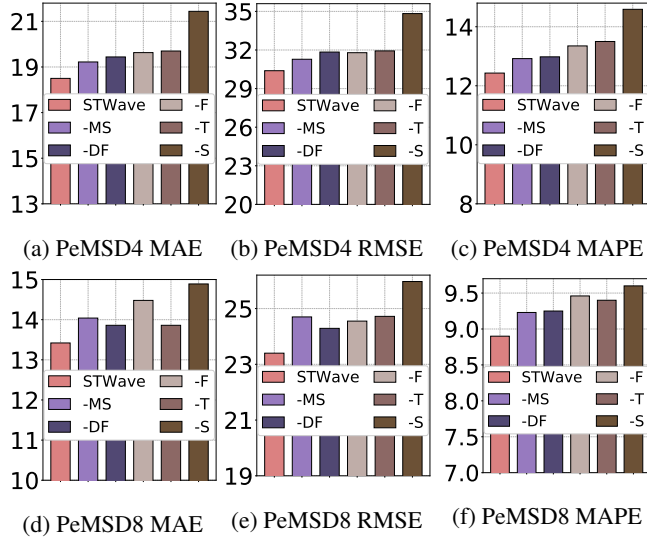 21
19
17
15
13
STWave
-MS
-DF
-F
-T
-S
(a) PeMSD4 MAE
35
32
29
26
23
20
STWave
-MS
-DF
-F
-T
-S
(b) PeMSD4 RMSE
14
12
10
8
STWave
-MS
-DF
-F
-T
-S
(c) PeMSD4 MAPE
15
14
13
12
11
10
STWave
-MS
-DF
-F
-T
-S
(d) PeMSD8 MAE
25
23
21
19
STWave
-MS
-DF
-F
-T
-S
(e) PeMSD8 RMSE
9.5
9.0
8.5
8.0
7.5
7.0
STWave
-MS
-DF
-F
-T
-S
(f) PeMSD8 MAPE